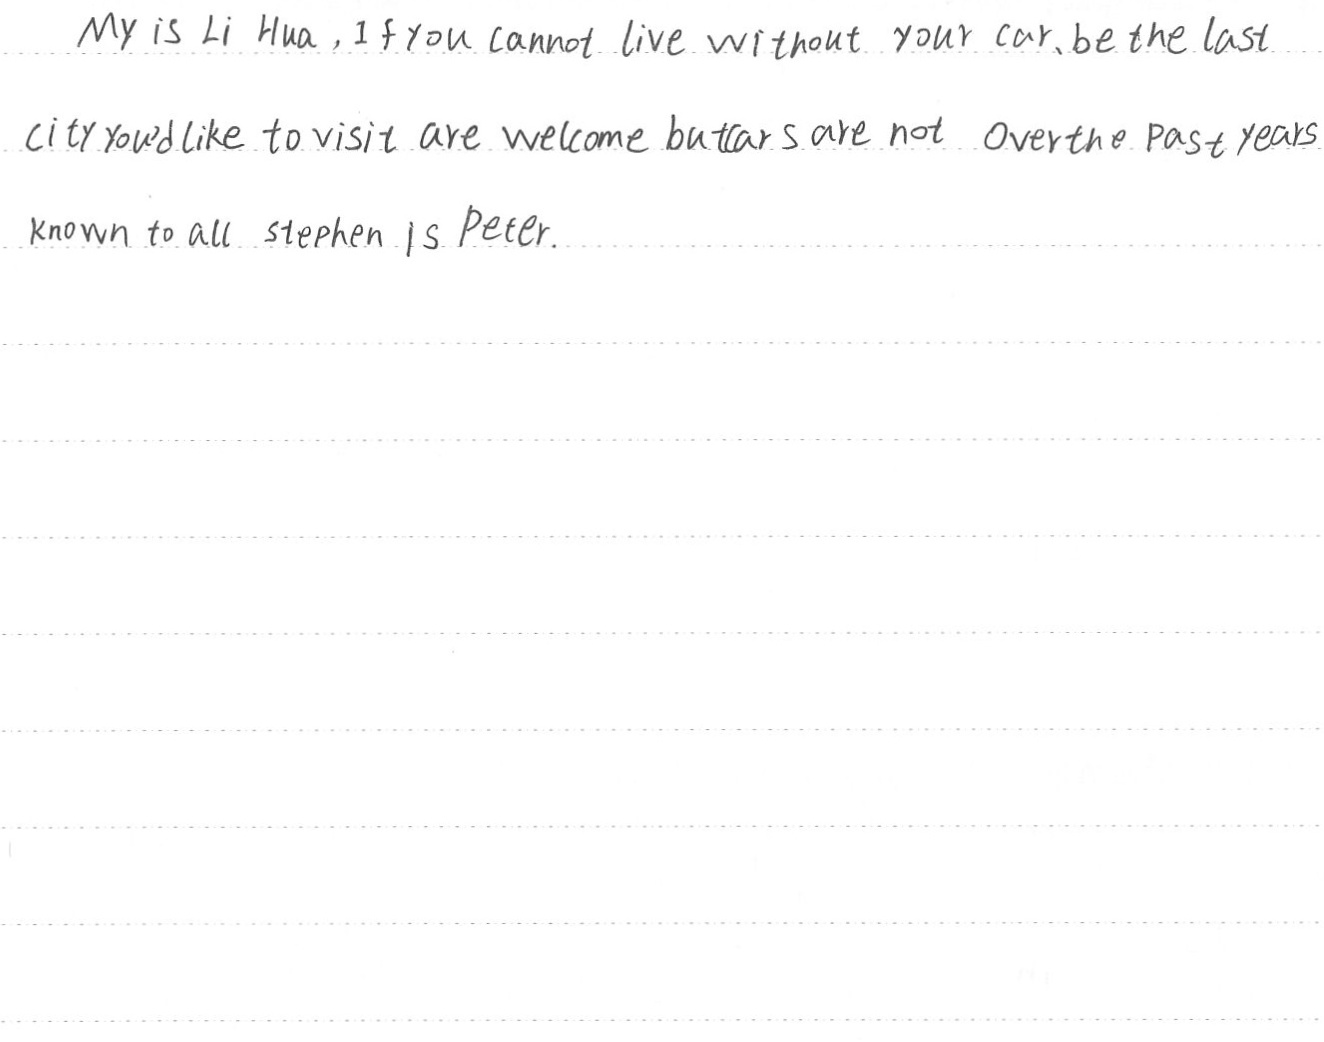 My is Li Hua, If you cannot live without your car, be the last
city you'd like to visit are welcome but cars are not Over the past years
known to all stephen is Peter.